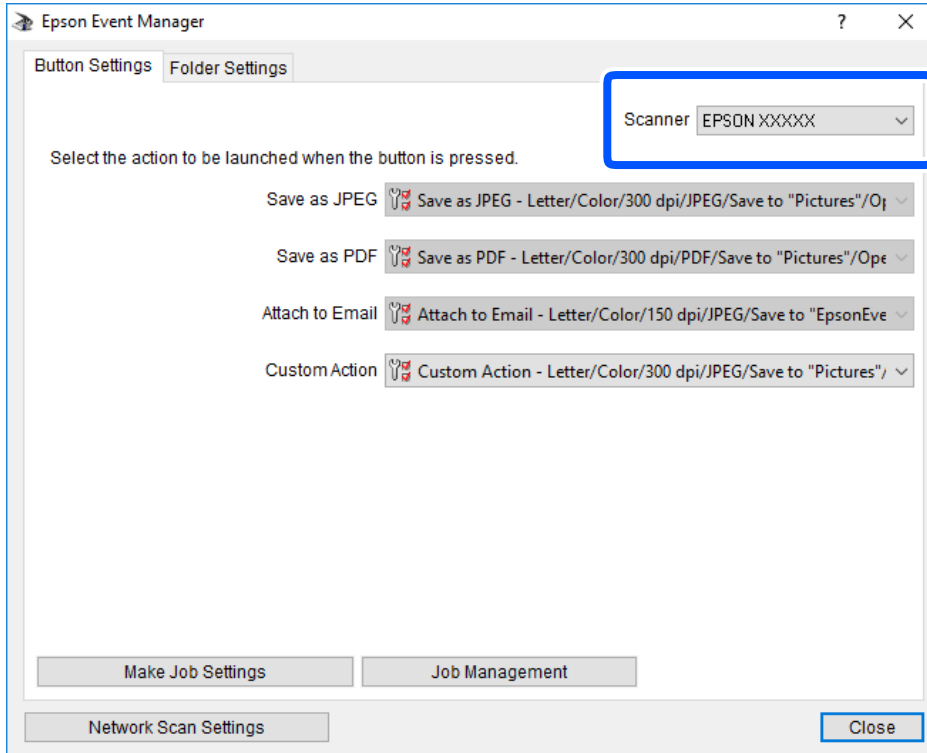 Epson Event Manager
Button Settings Folder Settings
Scanner EPSON XXXXX
Select the action to be launched when the button is pressed.
Save as JPEG Save as JPEG - Letter/Color/300 dpi/JPEG/Save to "Pictures"/Op
Save as PDF Save as PDF - Letter/Color/300 dpi/PDF/Save to "Pictures"/Ope
Attach to Email Attach to Email - Letter/Color/150 dpi/JPEG/Save to "EpsonEve
Custom Action Custom Action - Letter/Color/300 dpi/JPEG/Save to "Pictures"/
Make Job Settings Job Management
Network Scan Settings Close